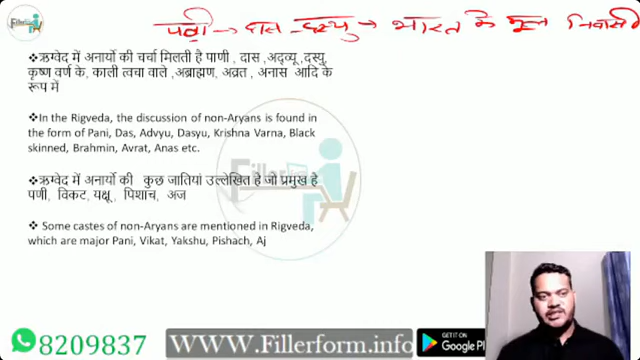 पणी → दास - दस्यु → भारत के मूल निवासी
❖ऋग्वेद में अनार्यो की चर्चा मिलती है पाणी , दास, अद्व्यू ,दस्यु,
कृष्ण वर्ण के, काली त्वचा वाले ,अब्राह्मण, अव्रत, अनास आदि के
रूप में
❖In the Rigveda, the discussion of non-Aryans is found in
the form of Pani, Das, Advyu, Dasyu, Krishna Varna, Black
skinned, Brahmin, Avrat, Anas etc.
❖ऋग्वेद में अनार्यो की कुछ जातियां उल्लेखित है जो प्रमुख है
पणी, विकट, यक्षू, पिशाच, अज
❖ Some castes of non-Aryans are mentioned in Rigveda,
which are major Pani, Vikat, Yakshu, Pishach, Aj
Fillerform
8209837
WWW.Fillerform.info
GET IT ON
Google Pl